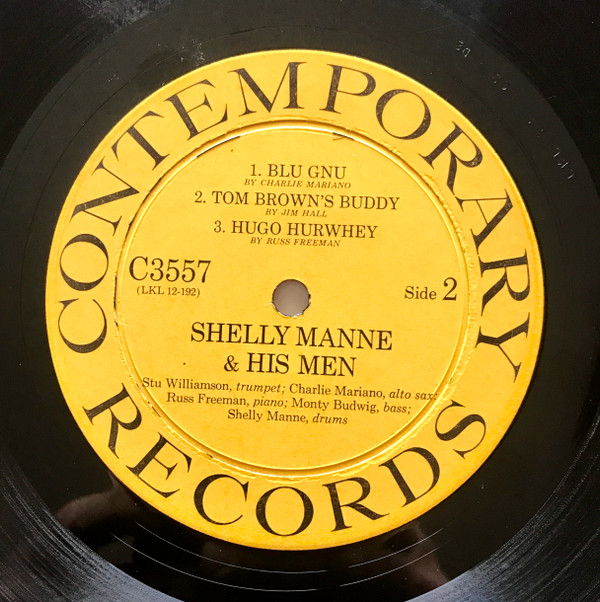 CONTEMPORARY
1. BLU GNU
BY CHARLIE MARIANO
2. TOM BROWN'S BUDDY
BY JIM HALL
3. HUGO HURWHEY
BY RUSS FREEMAN
C3557
(LKL 12-192)
Side 2
SHELLY MANNE
& HIS MEN
Stu Williamson, trumpet; Charlie Mariano, alto sax;
Russ Freeman, piano; Monty Budwig, bass;
Shelly Manne, drums
RECORDS